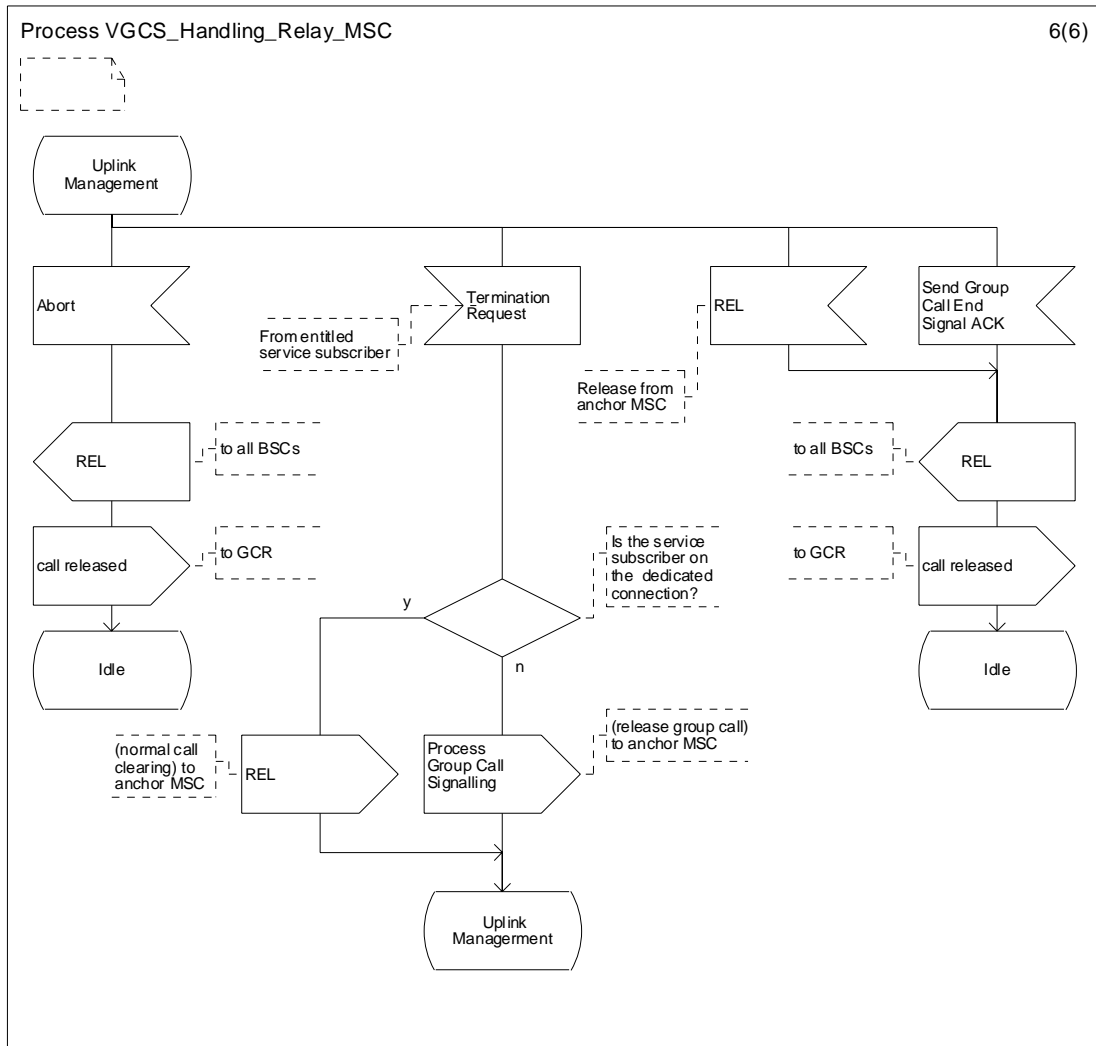 Process VGCS_Handling_Relay_MSC
6(6)
Uplink
Management
Abort
Termination
Request
From entitled
service subscriber
REL
Release from
anchor MSC
Send Group
Call End
Signal ACK
REL
to all BSCs
to all BSCs
REL
call released
to GCR
Is the service
subscriber on
the dedicated
connection?
to GCR
call released
y
n
Idle
Idle
(normal call
clearing) to
anchor MSC
REL
Process
Group Call
Signalling
(release group call)
to anchor MSC
Uplink
Managerment